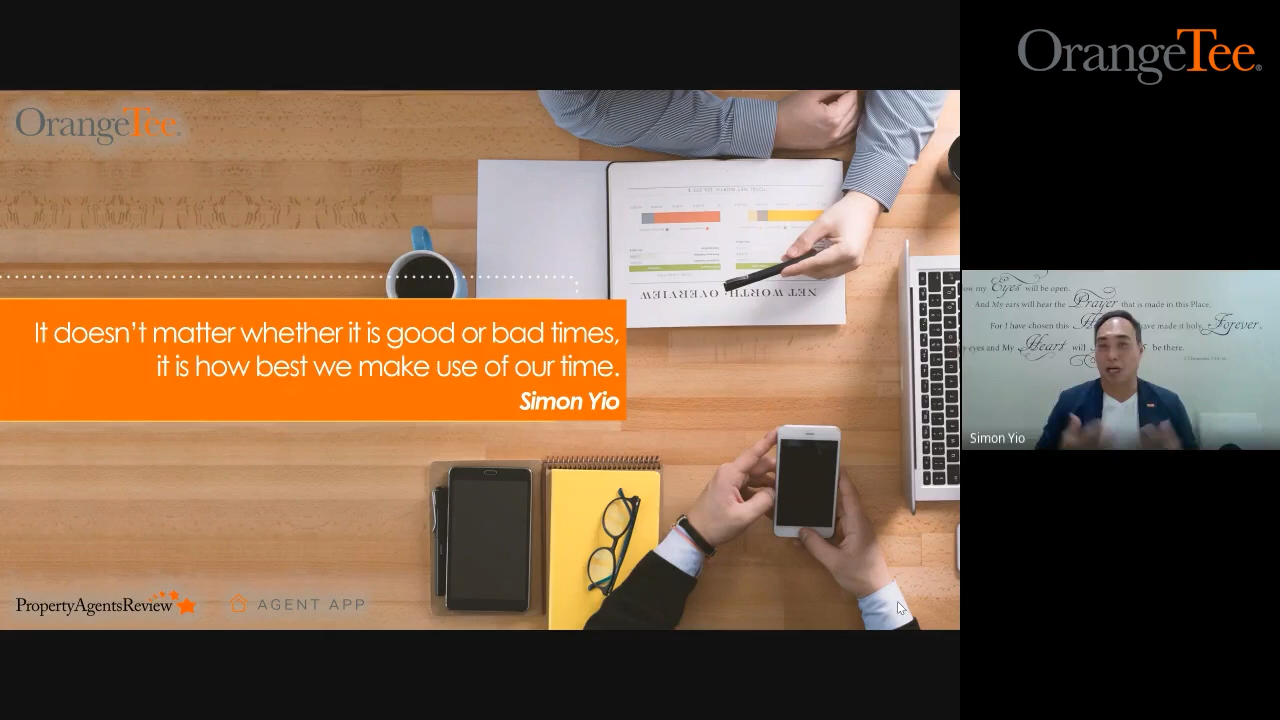 OrangeTee®
OrangeTee.
NET WORTH: OVERVIEW
It doesn't matter whether it is good or bad times,
it is how best we make use of our time.
Simon Yio
PropertyAgentsReview
AGENT APP
my Eyes will be open.
And My ears will hear the Prayer that is made in this Place.
For I have chosen this
have made it holy, Forever,
eyes and My Heart will
be there.
Simon Yio